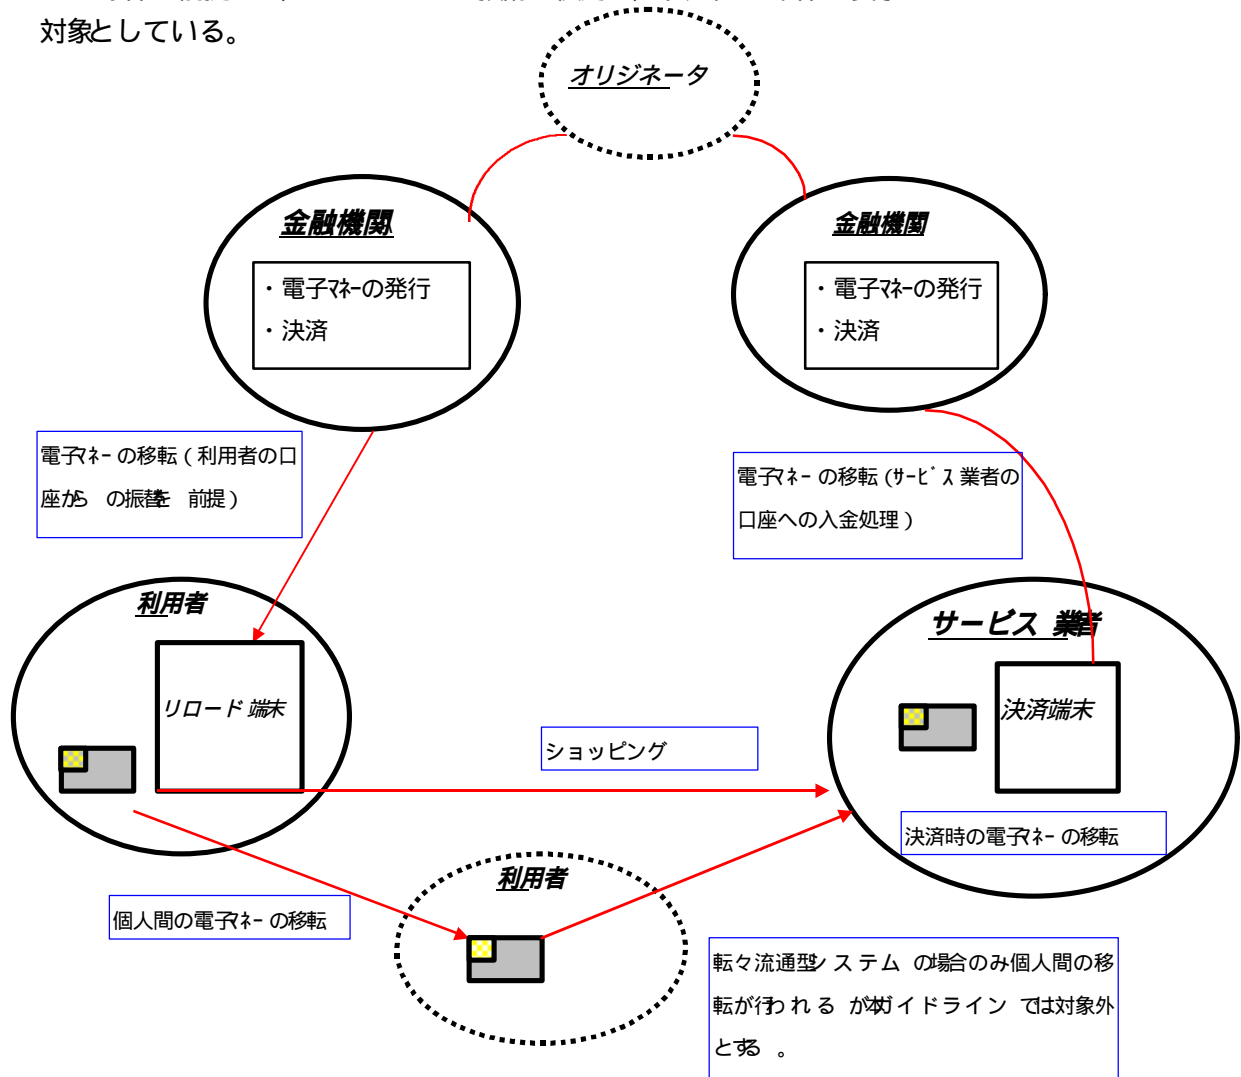 対象としている。
オリジネータ
金融機関
・電子ﾏﾈｰの発行
・決済
金融機関
・電子ﾏﾈｰの発行
・決済
電子ﾏﾈｰの移転(利用者の口
座から の振替を 前提)
電子ﾏﾈｰの移転(ｻｰﾋﾞｽ業者の
口座への入金処理)
利用者
リロード端末
サービス 業者
決済端末
ショッピング
決済時の電子ﾏﾈｰの移転
利用者
個人間の電子ﾏﾈｰの移転
転々流通型システム の場合のみ個人間の移
転が行われる が本ガイドライン では対象外
とする 。